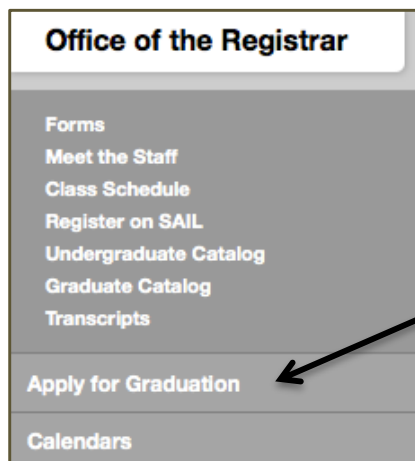 Office of the Registrar
Forms
Meet the Staff
Class Schedule
Register on SAIL
Undergraduate Catalog
Graduate Catalog
Transcripts
Apply for Graduation
Calendars